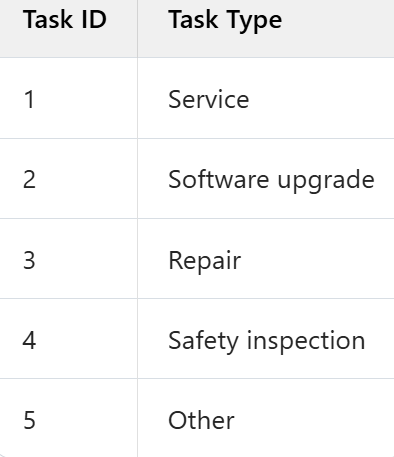 Task ID Task Type
1 Service
2 Software upgrade
3 Repair
4 Safety inspection
5 Other